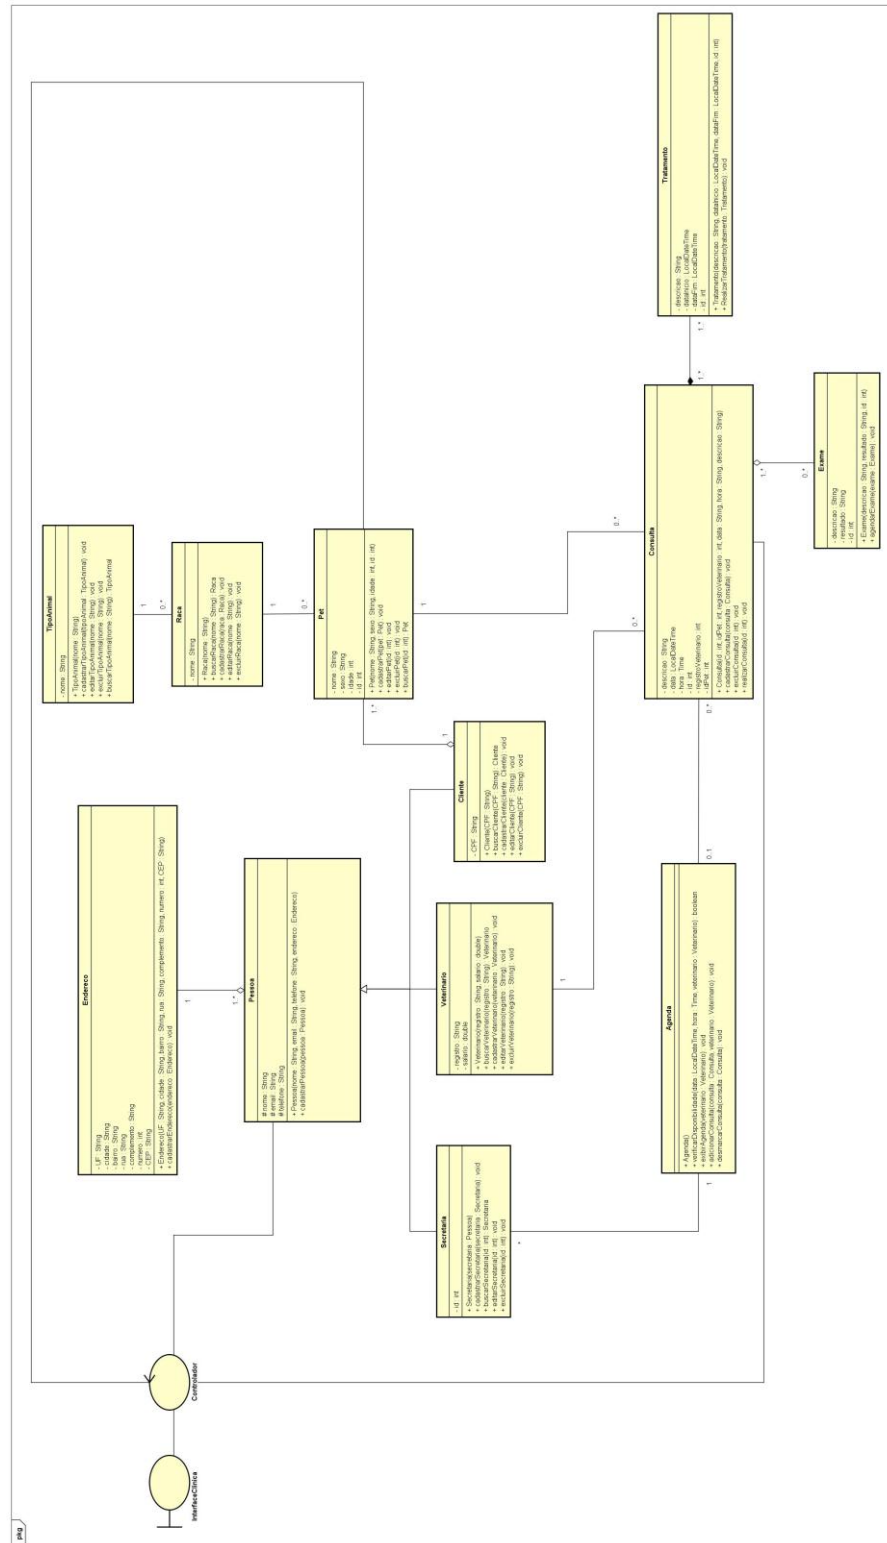 pkg
InterfaceClinica
Controlador
Endereco
- UF : String
- cidade : String
- bairro : String
- rua : String
- complemento : String
- numero : int
- CEP : String
+ Endereco(UF : String, cidade : String, bairro : String, rua : String, complemento : String, numero : int, CEP : String)
+ cadastrarEndereco(endereco : Endereco) : void
1
1..*
Pessoa
# nome : String
# email : String
# telefone : String
+ Pessoa(nome : String, email : String, telefone : String, endereco : Endereco)
+ cadastrarPessoa(pessoa : Pessoa) : void
Secretaria
- id : int
+ Secretaria(secretaria : Pessoa)
+ cadastrarSecretaria(secretaria : Secretaria) : void
+ buscarSecretaria(id : int) : Secretaria
+ editarSecretaria(id : int) : void
+ excluirSecretaria(id : int) : void
*
1
Veterinario
- registro : String
- salario : double
+ Veterinario(registro : String, salario : double)
+ buscarVeterinario(registro : String) : Veterinario
+ cadastrarVeterinario(veterinario : Veterinario) : void
+ editarVeterinario(registro : String) : void
+ excluirVeterinario(registro : String) : void
1
0..*
Cliente
- CPF : String
+ Cliente(CPF : String)
+ buscarCliente(CPF : String) : Cliente
+ cadastrarCliente(cliente : Cliente) : void
+ editarCliente(CPF : String) : void
+ excluirCliente(CPF : String) : void
1
1..*
TipoAnimal
- nome : String
+ TipoAnimal(nome : String)
+ cadastrarTipoAnimal(tipoAnimal : TipoAnimal) : void
+ editarTipoAnimal(nome : String) : void
+ excluirTipoAnimal(nome : String) : void
+ buscarTipoAnimal(nome : String) : TipoAnimal
1
0..*
Raca
- nome : String
+ Raca(nome : String)
+ buscarRaca(nome : String) : Raca
+ cadastrarRaca(raca : Raca) : void
+ editarRaca(nome : String) : void
+ excluirRaca(nome : String) : void
1
0..*
Pet
- nome : String
- sexo : String
- idade : int
- id : int
+ Pet(nome : String, sexo : String, idade : int, id : int)
+ cadastrarPet(pet : Pet) : void
+ editarPet(id : int) : void
+ excluirPet(id : int) : void
+ buscarPet(id : int) : Pet
1
0..*
Agenda
+ Agenda()
+ verificarDisponibilidade(data : LocalDateTime, hora : Time, veterinario : Veterinario) : boolean
+ exibirAgenda(veterinario : Veterinario) : void
+ adicionarConsulta(consulta : Consulta, veterinario : Veterinario) : void
+ desmarcarConsulta(consulta : Consulta) : void
0..1
0..*
Consulta
- descricao : String
- data : LocalDateTime
- hora : Time
- id : int
- registroVeterinario : int
- idPet : int
+ Consulta(id : int, idPet : int, registroVeterinario : int, data : String, hora : String, descricao : String)
+ cadastrarConsulta(consulta : Consulta) : void
+ excluirConsulta(id : int) : void
+ realizarConsulta(id : int) : void
1..*
1..*
Tratamento
- descricao : String
- dataInicio : LocalDateTime
- dataFim : LocalDateTime
- id : int
+ Tratamento(descricao : String, dataInicio : LocalDateTime, dataFim : LocalDateTime, id : int)
+ RealizarTratamento(tratamento : Tratamento) : void
1..*
0..*
Exame
- descricao : String
- resultado : String
- id : int
+ Exame(descricao : String, resultado : String, id : int)
+ agendarExame(exame : Exame) : void